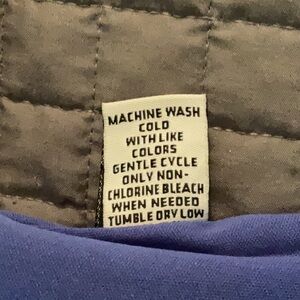 MACHINE WASH
COLD
WITH LIKE
COLORS
GENTLE CYCLE
ONLY NON-
CHLORINE BLEACH
WHEN NEEDED
TUMBLE DRY LOW